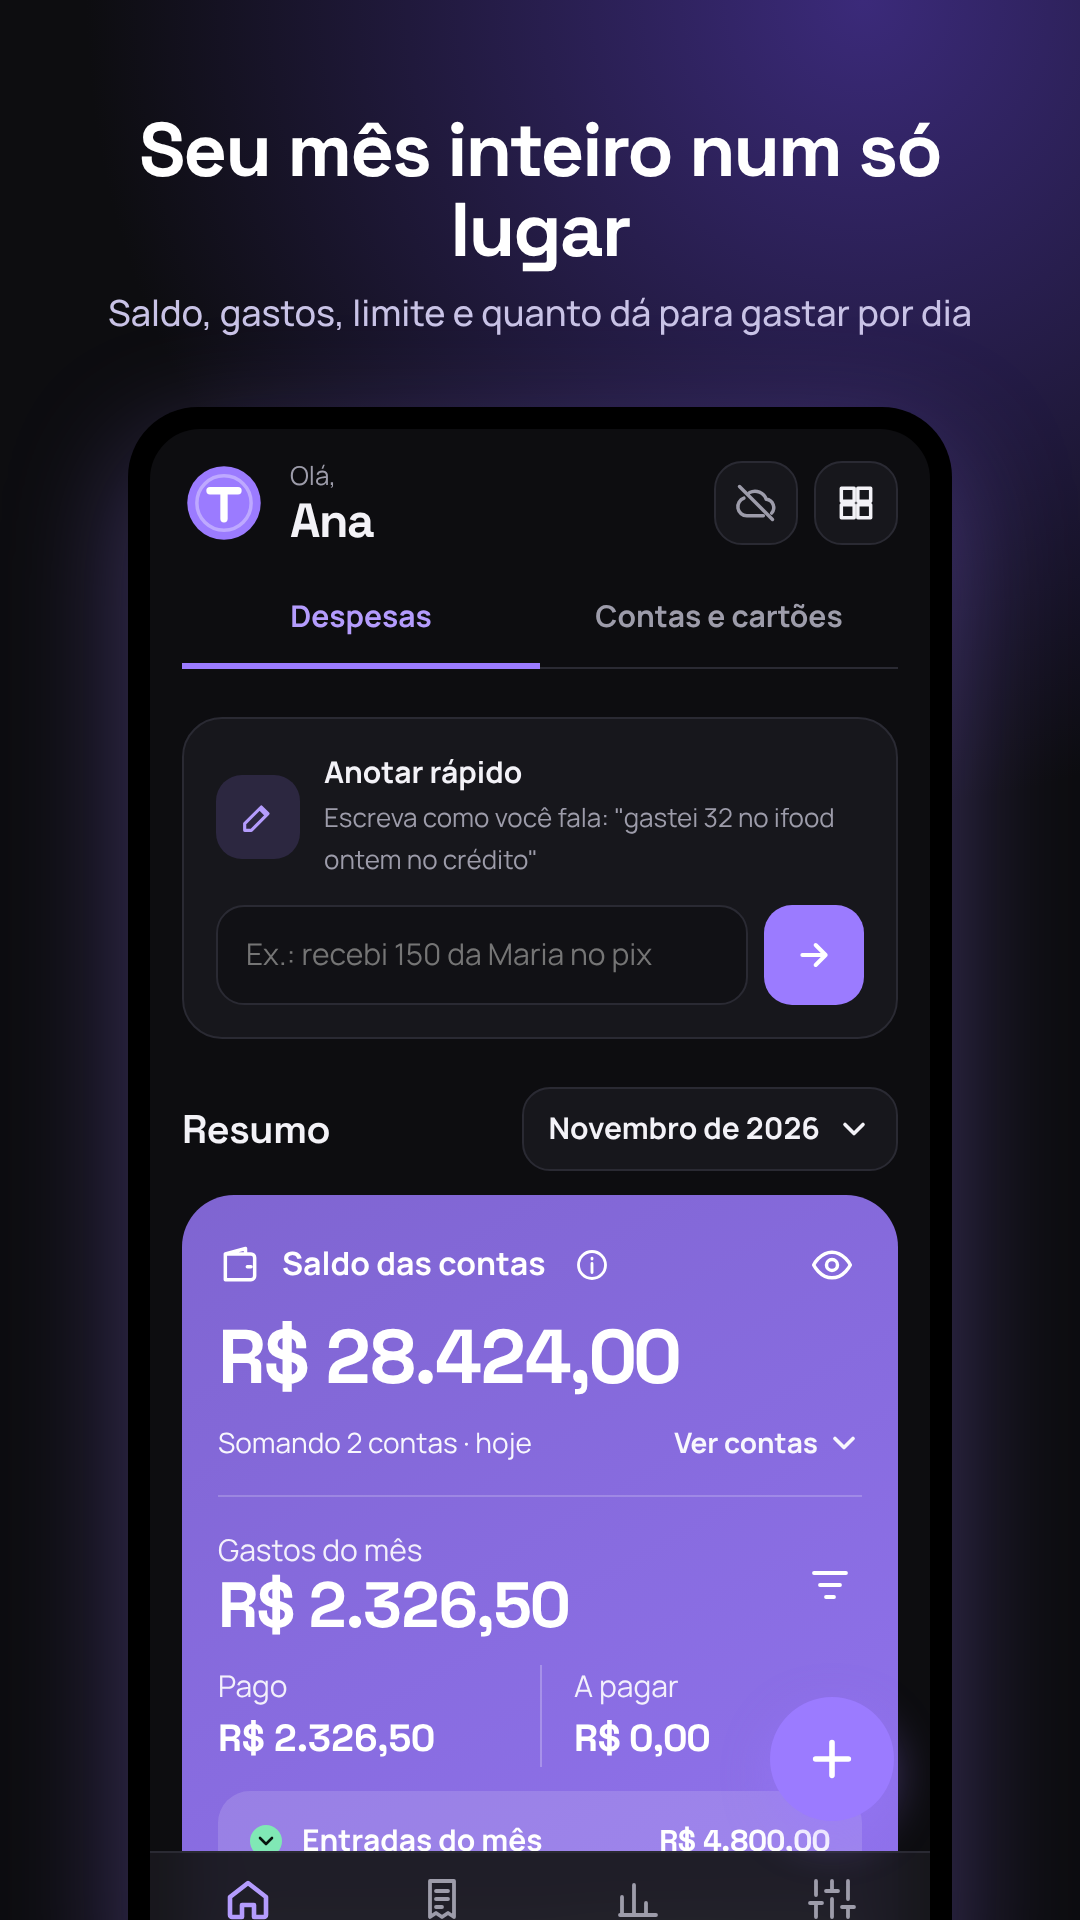 Seu mês inteiro num só
lugar
Saldo, gastos, limite e quanto dá para gastar por dia
T
Olá,
Ana
Despesas
Contas e cartões
Anotar rápido
Escreva como você fala: "gastei 32 no ifood
ontem no crédito"
Ex.: recebi 150 da Maria no pix
Resumo
Novembro de 2026
Saldo das contas
R$ 28.424,00
Somando 2 contas · hoje
Ver contas
Gastos do mês
R$ 2.326,50
Pago
A pagar
R$ 2.326,50
R$ 0,00
Entradas do mês
R$ 4.800,00